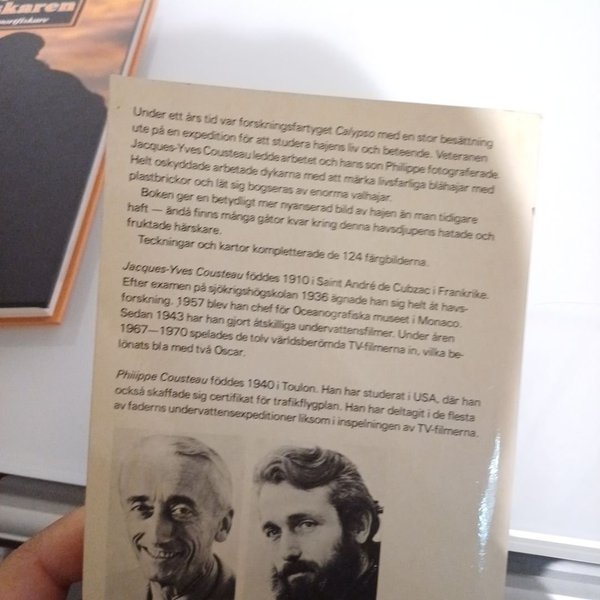 karen
Under ett års tid var forskningsfartyget Calypso med en stor besättning
ute på en expedition för att studera hajens liv och beteende. Veteranen
Jacques-Yves Cousteau ledde arbetet och hans son Philippe fotograferade.
Helt oskyddade arbetade dykarna med att märka livsfarliga blåhajar med
plastbrickor och lät sig bogseras av enorma valhajar.
Boken ger en betydligt mer nyanserad bild av hajen än man tidigare
haft — ändå finns många gåtor kvar kring denna havsdjupens hatade och
fruktade härskare.
Teckningar och kartor kompletterade de 124 färgbilderna.
Jacques-Yves Cousteau föddes 1910 i Saint André de Cubzac i Frankrike.
Efter examen på sjökrigshögskolan 1936 ägnade han sig helt åt havs-
forskning. 1957 blev han chef för Oceanografiska museet i Monaco.
Sedan 1943 har han gjort åtskilliga undervattensfilmer. Under åren
1967—1970 spelades de tolv världsberömda TV-filmerna in, vilka be-
lönats bl a med två Oscar.
Philippe Cousteau föddes 1940 i Toulon. Han har studerat i USA, där han
också skaffade sig certifikat för trafikflygplan. Han har deltagit i de flesta
av faderns undervattensexpeditioner liksom i inspelningen av TV-filmerna.